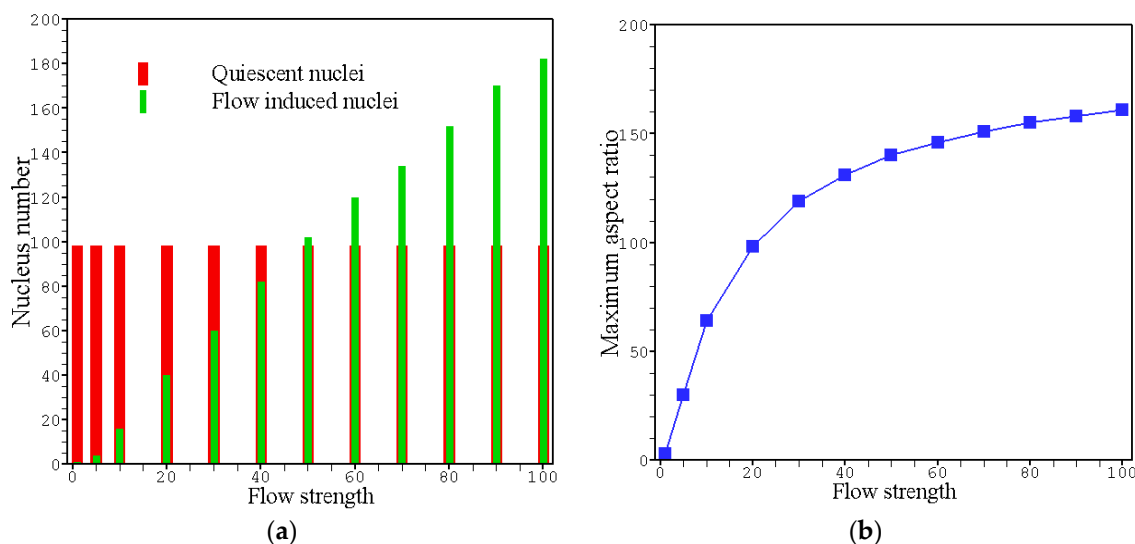 200
180
160
140
120
100
80
60
40
20
0
Nucleus number
Quiescent nuclei
Flow induced nuclei
0 20 40 60 80 100
Flow strength
(a)
200
150
100
50
0
Maximum aspect ratio
0 20 40 60 80 100
Flow strength
(b)